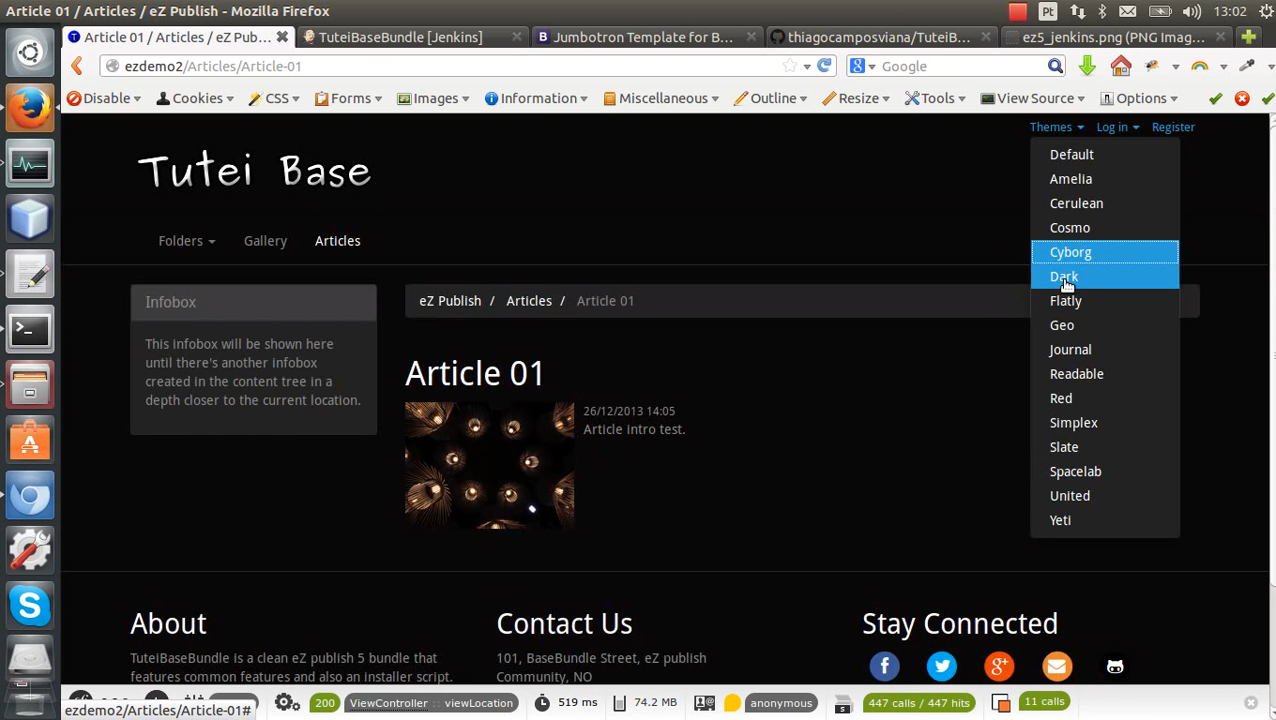 Article 01 / Articles / eZ Publish - Mozilla Firefox
Pt
13:02
Article 01 / Articles / eZ Pub...
TuteiBaseBundle [Jenkins]
Jumbotron Template for B...
thiagocamposviana/TuteiB...
ez5_jenkins.png (PNG Imag...
ezdemo2/Articles/Article-01
Google
Disable
Cookies
CSS
Forms
Images
Information
Miscellaneous
Outline
Resize
Tools
View Source
Options
Themes
Log in
Register
Tutei Base
Default
Amelia
Cerulean
Cosmo
Cyborg
Dark
Flatly
Geo
Journal
Readable
Red
Simplex
Slate
Spacelab
United
Yeti
Folders
Gallery
Articles
Infobox
This infobox will be shown here
until there's another infobox
created in the content tree in a
depth closer to the current location.
eZ Publish / Articles / Article 01
Article 01
26/12/2013 14:05
Article intro test.
About
TuteiBaseBundle is a clean eZ publish 5 bundle that
features common features and also an installer script.
Contact Us
101, BaseBundle Street, eZ publish
Community, NO
Stay Connected
200
ViewController :: viewLocation
519 ms
74.2 MB
anonymous
447 calls / 447 hits
11 calls
ezdemo2/Articles/Article-01#